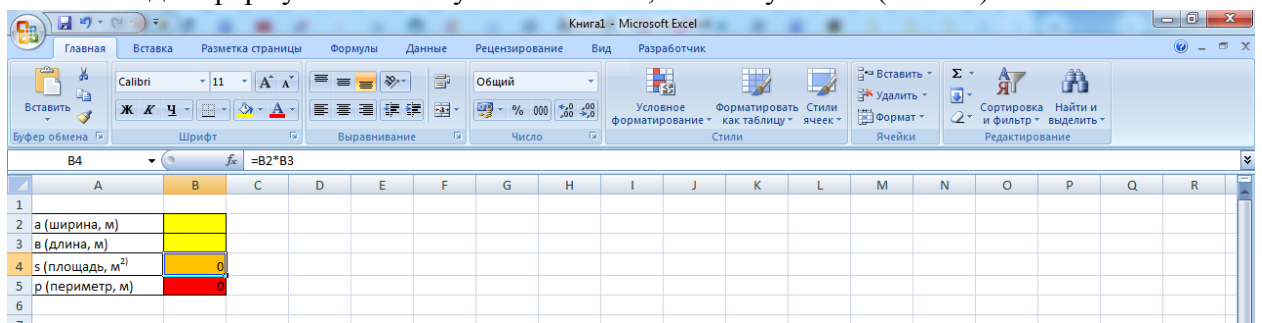 Книга1 - Microsoft Excel
Главная Вставка Разметка страницы Формулы Данные Рецензирование Вид Разработчик
Вставить
Calibri 11
Ж К Ч
Общий
% 000
Условное форматирование
Форматировать как таблицу
Стили ячеек
Вставить
Удалить
Формат
Σ
Сортировка и фильтр
Найти и выделить
Буфер обмена Шрифт Выравнивание Число Стили Ячейки Редактирование
B4 fx =B2*B3
A B C D E F G H I J K L M N O P Q R
1
2 а (ширина, м)
3 в (длина, м)
4 s (площадь, м²⁾ 0
5 р (периметр, м) 0
6